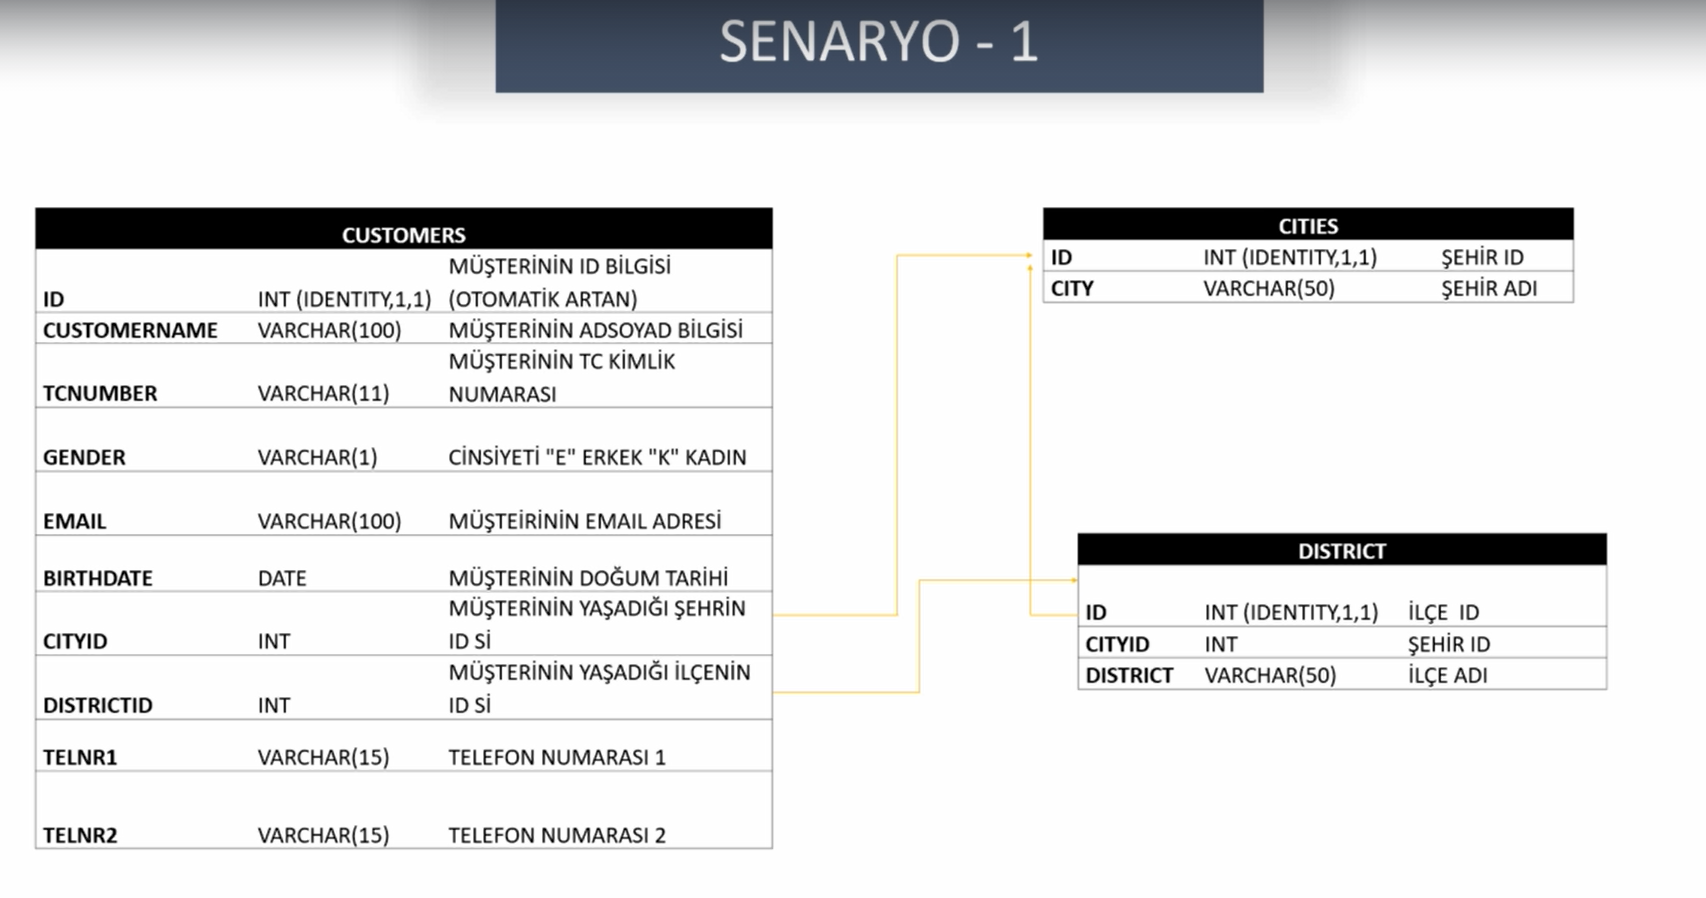 SENARYO - 1
CUSTOMERS
MÜŞTERİNİN ID BİLGİSİ
ID INT (IDENTITY,1,1) (OTOMATİK ARTAN)
CUSTOMERNAME VARCHAR(100) MÜŞTERİNİN ADSOYAD BİLGİSİ
MÜŞTERİNİN TC KİMLİK
TCNUMBER VARCHAR(11) NUMARASI
GENDER VARCHAR(1) CİNSİYETİ "E" ERKEK "K" KADIN
EMAIL VARCHAR(100) MÜŞTEİRİNİN EMAIL ADRESİ
BIRTHDATE DATE MÜŞTERİNİN DOĞUM TARİHİ
MÜŞTERİNİN YAŞADIĞI ŞEHRİN
CITYID INT ID Sİ
MÜŞTERİNİN YAŞADIĞI İLÇENİN
DISTRICTID INT ID Sİ
TELNR1 VARCHAR(15) TELEFON NUMARASI 1
TELNR2 VARCHAR(15) TELEFON NUMARASI 2
CITIES
ID INT (IDENTITY,1,1) ŞEHİR ID
CITY VARCHAR(50) ŞEHİR ADI
DISTRICT
ID INT (IDENTITY,1,1) İLÇE ID
CITYID INT ŞEHİR ID
DISTRICT VARCHAR(50) İLÇE ADI